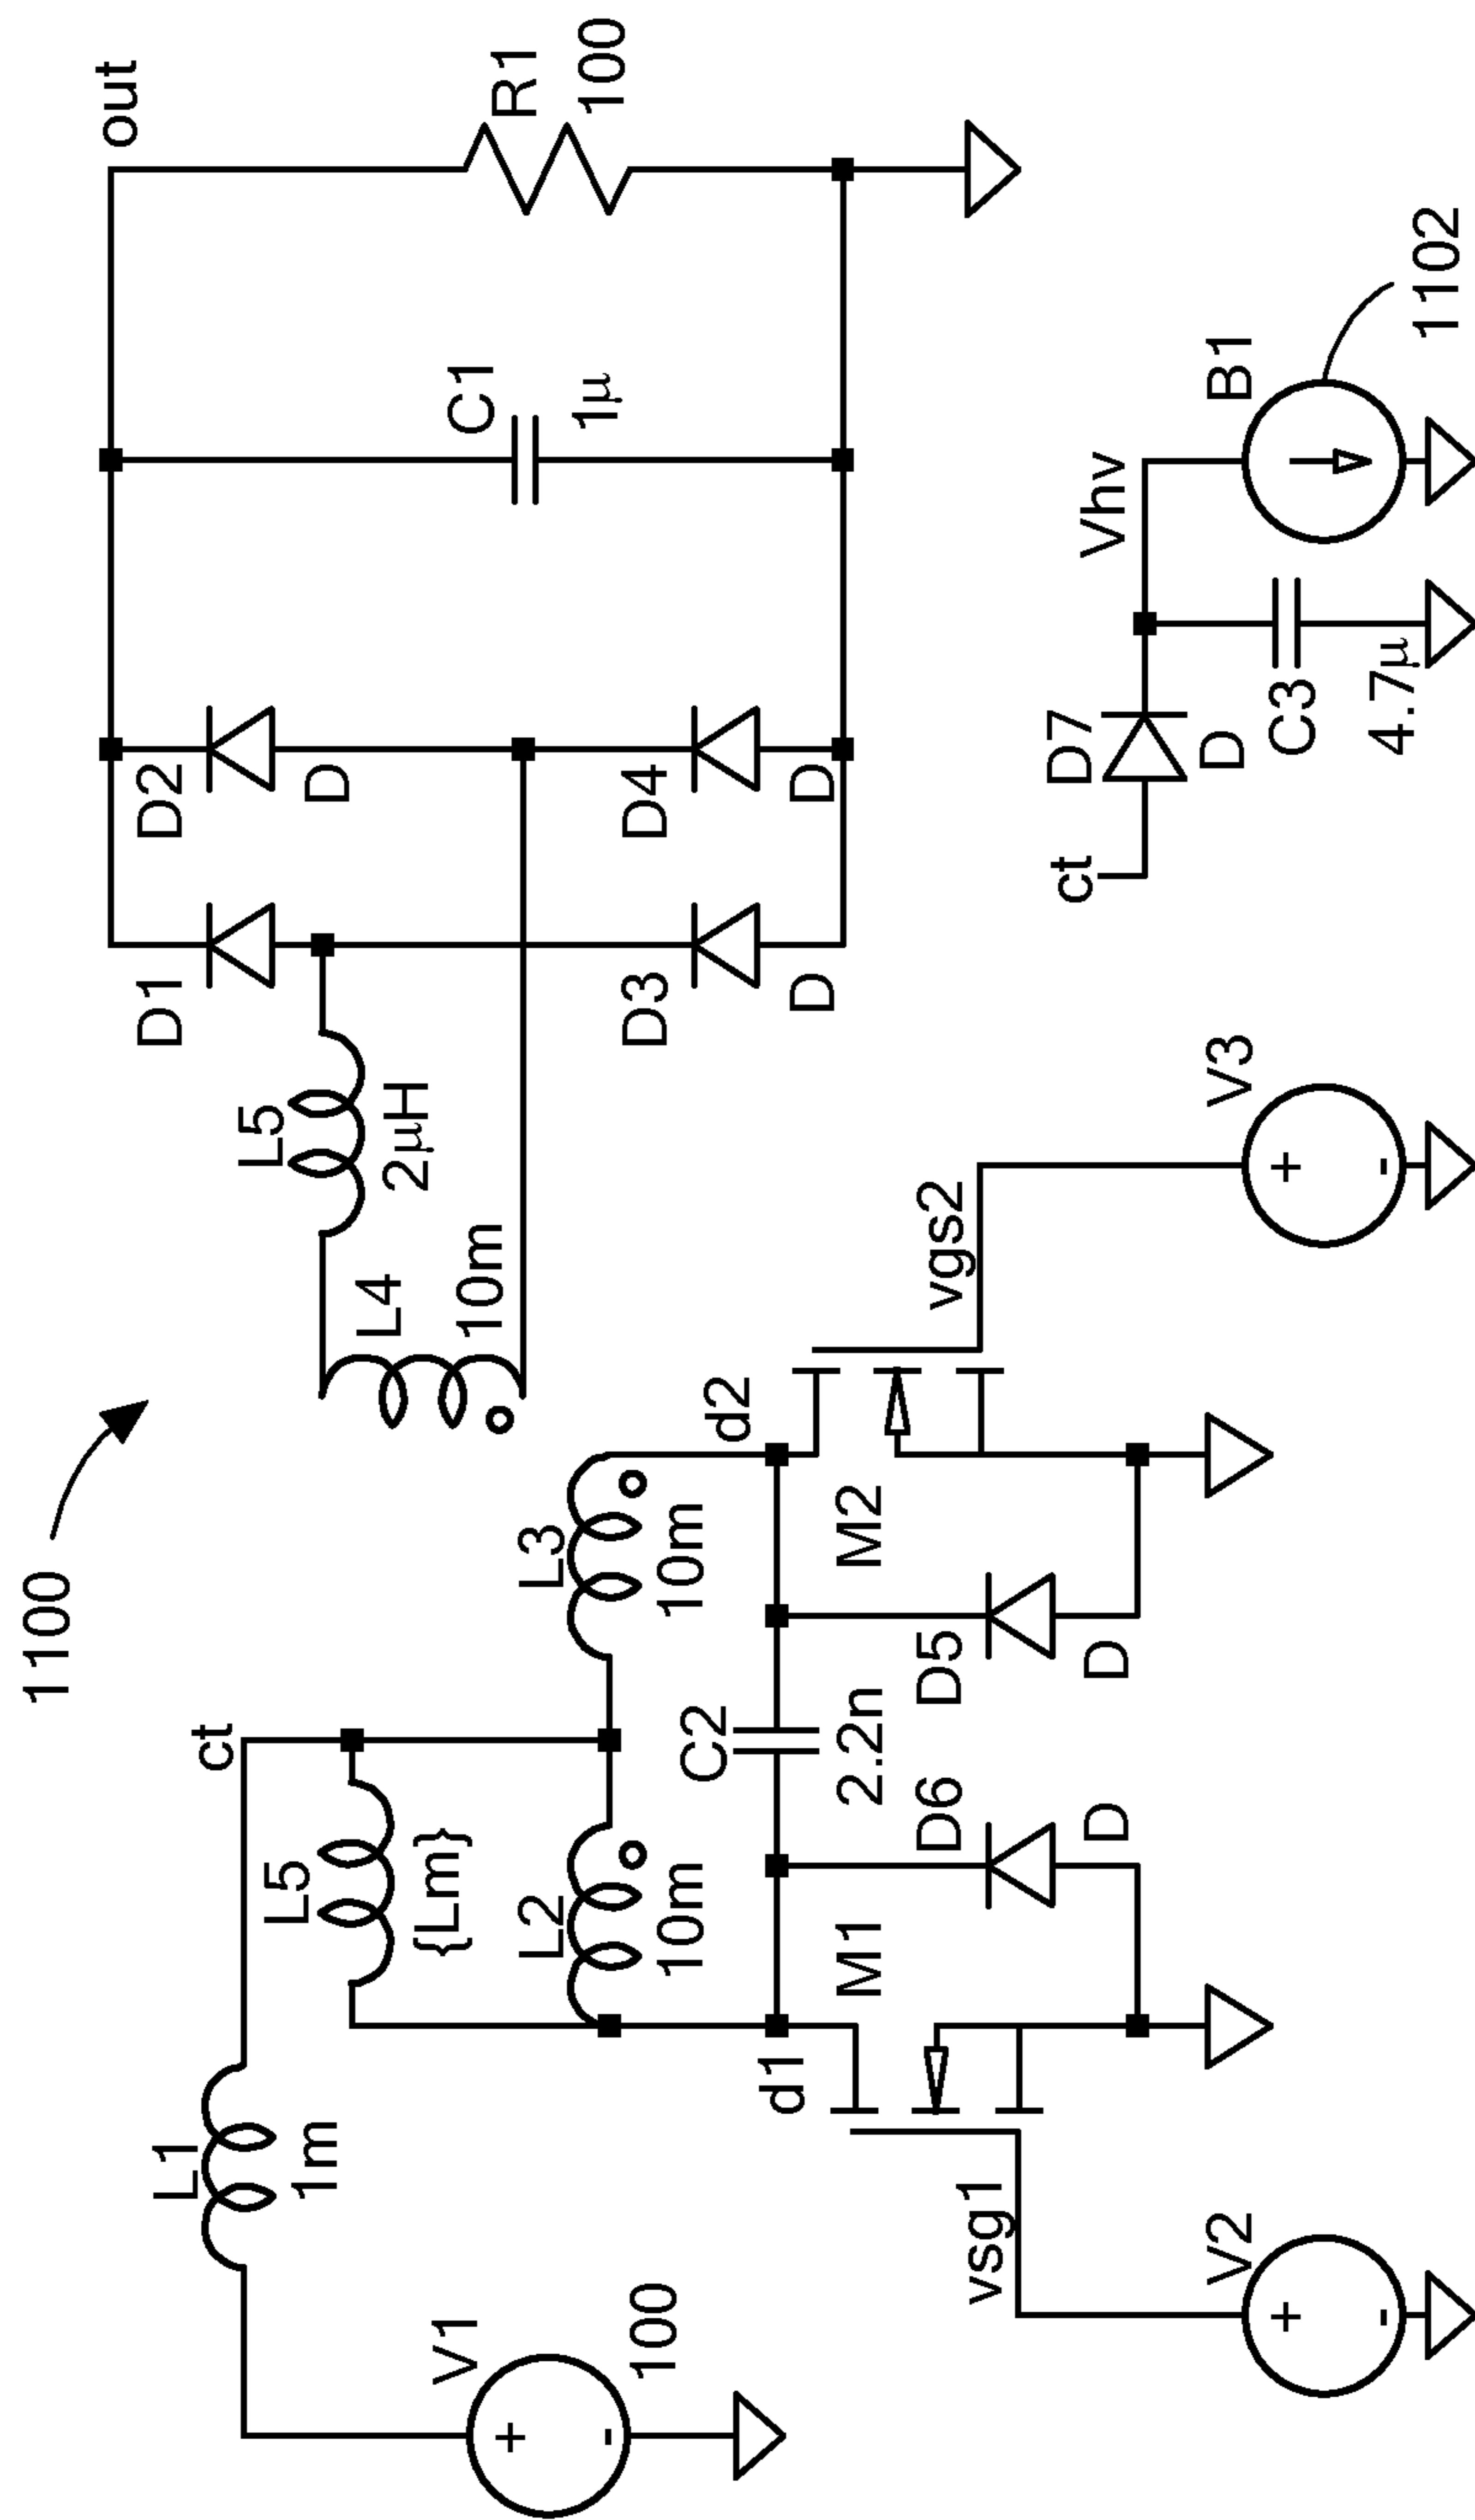 1100
out
R1
100
C1
1µ
D2
D
D1
D4
D
D3
D
L5
2µH
L4
10m
ct
L1
1m
L5
{Lm}
L3
10m
L2
10m
d2
C2
2.2n
d1
M2
M1
D5
D
D6
D
V1
+
-
100
vgs2
vsg1
V2
+
-
V3
+
-
ct
D7
D
Vhv
C3
4.7µ
B1
1102